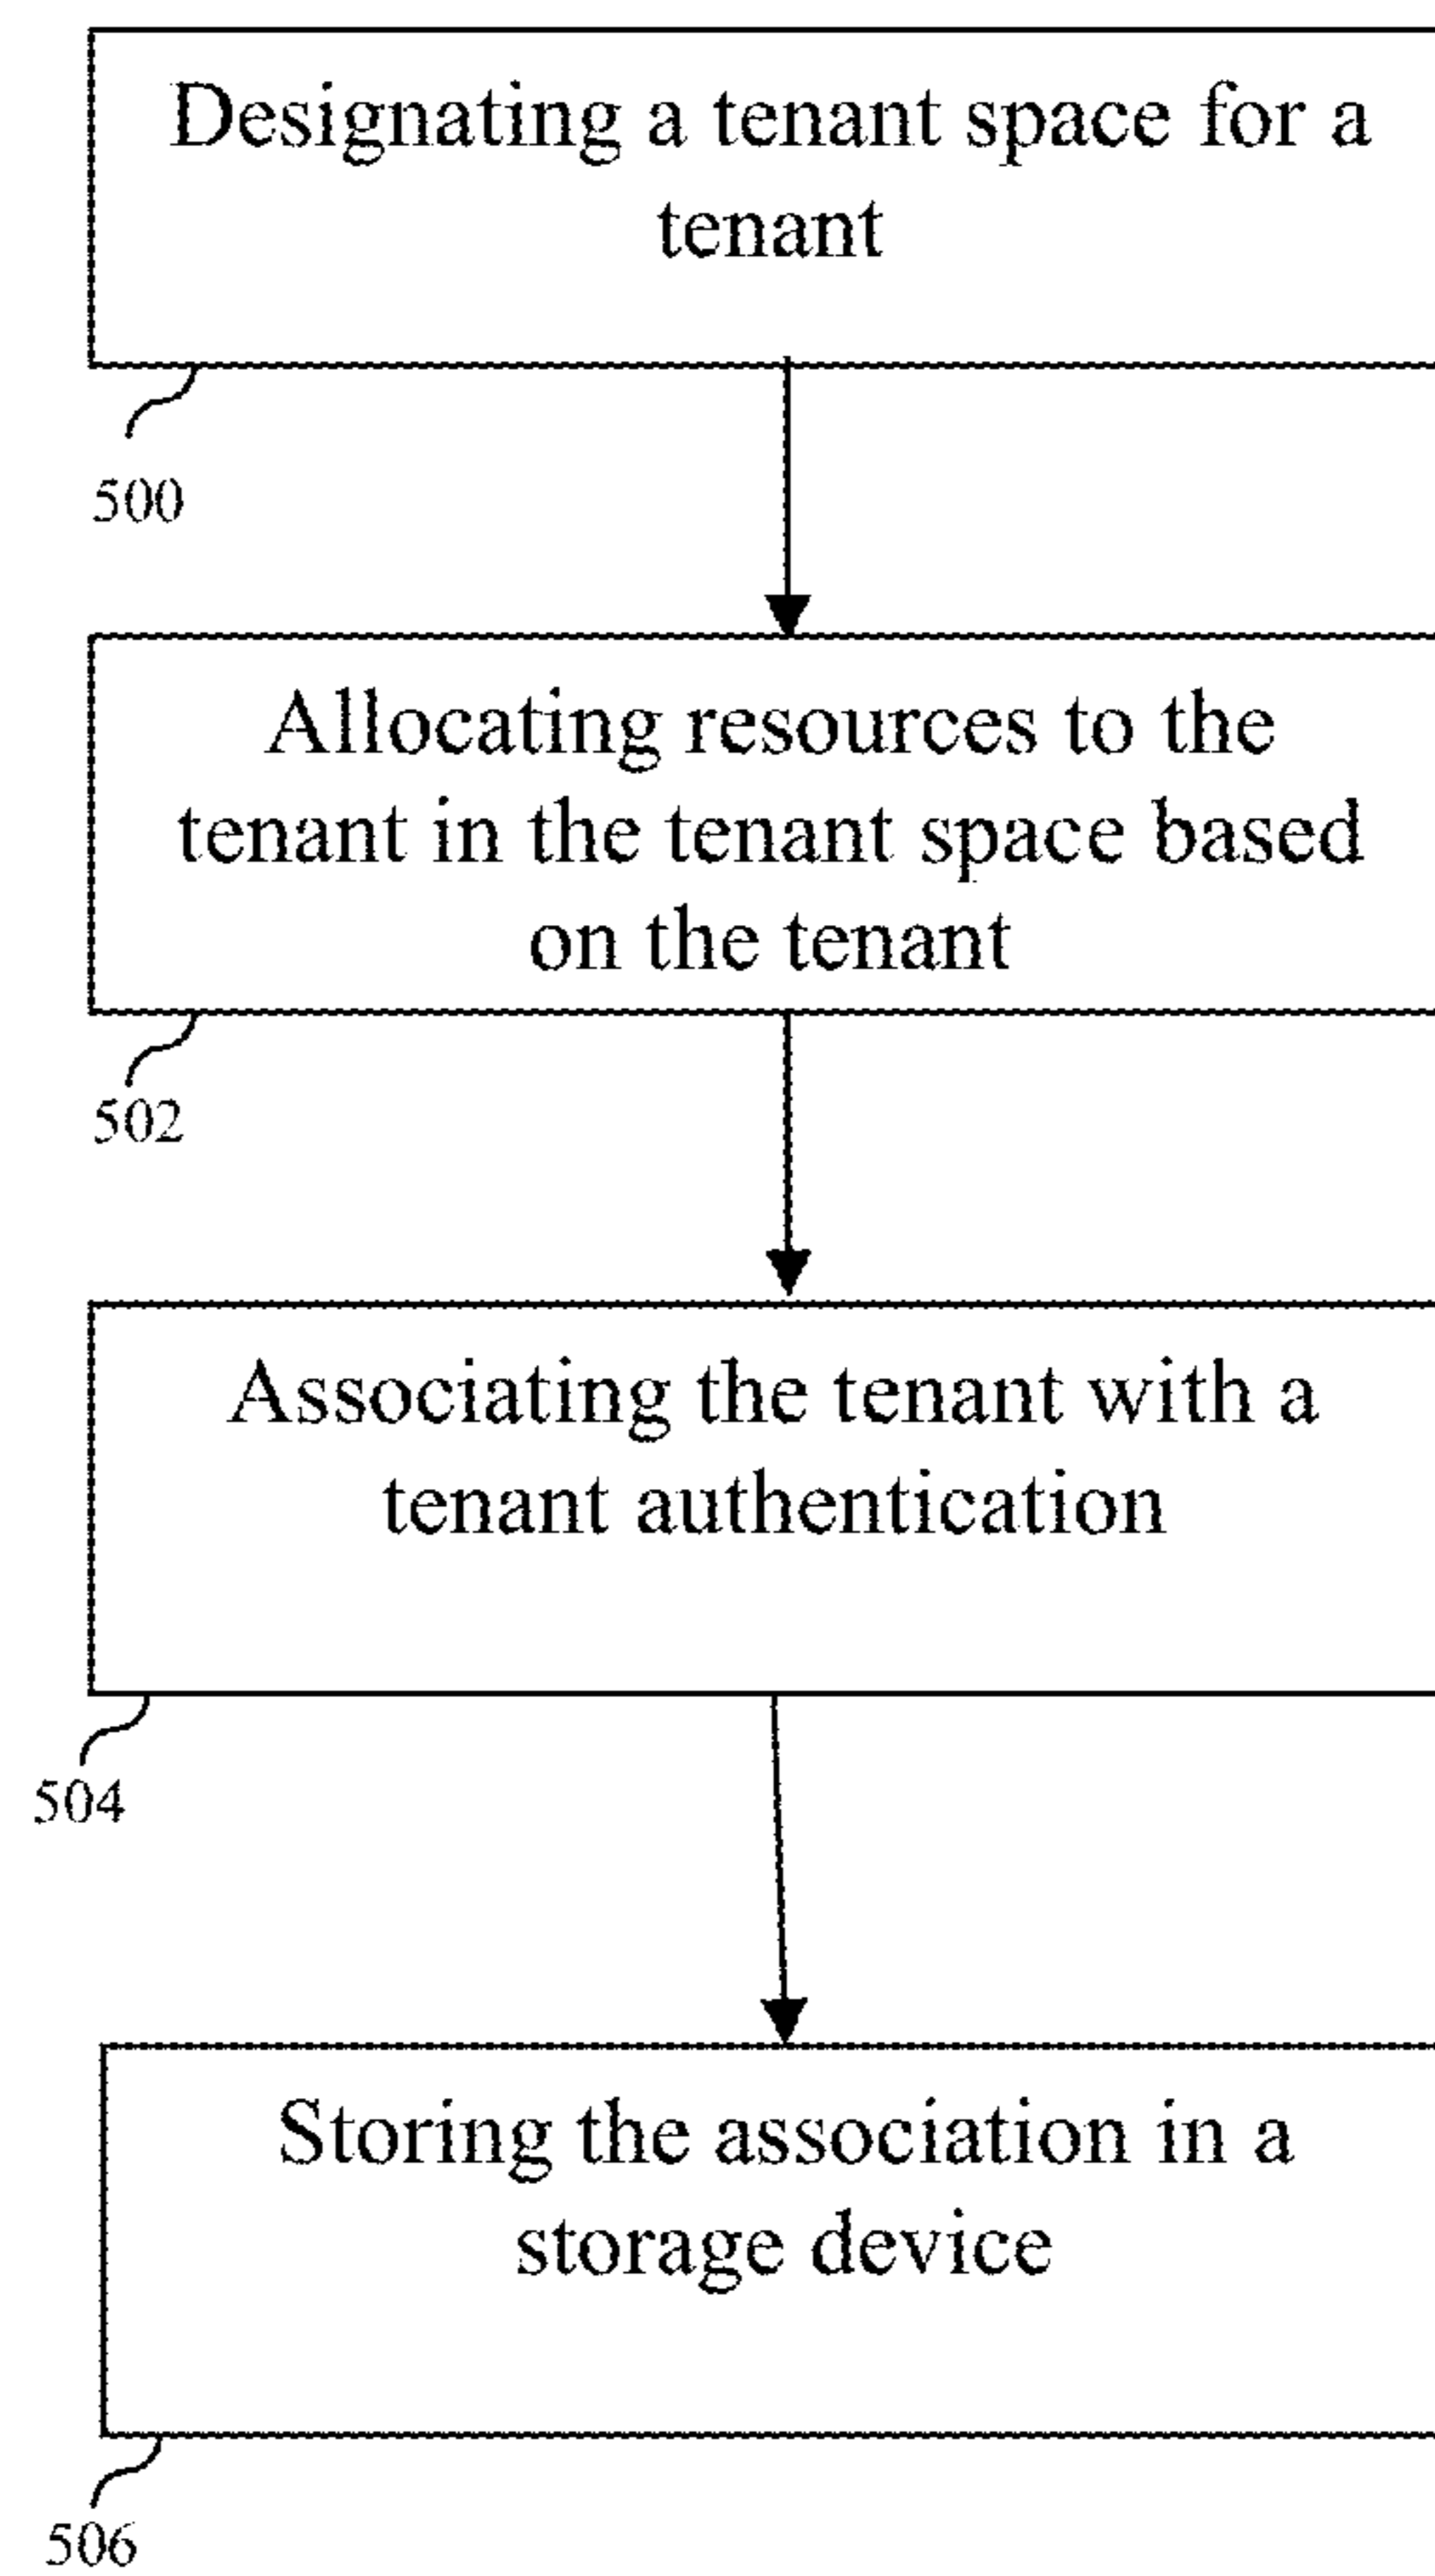 Designating a tenant space for a
tenant
500
Allocating resources to the
tenant in the tenant space based
on the tenant
502
Associating the tenant with a
tenant authentication
504
Storing the association in a
storage device
506